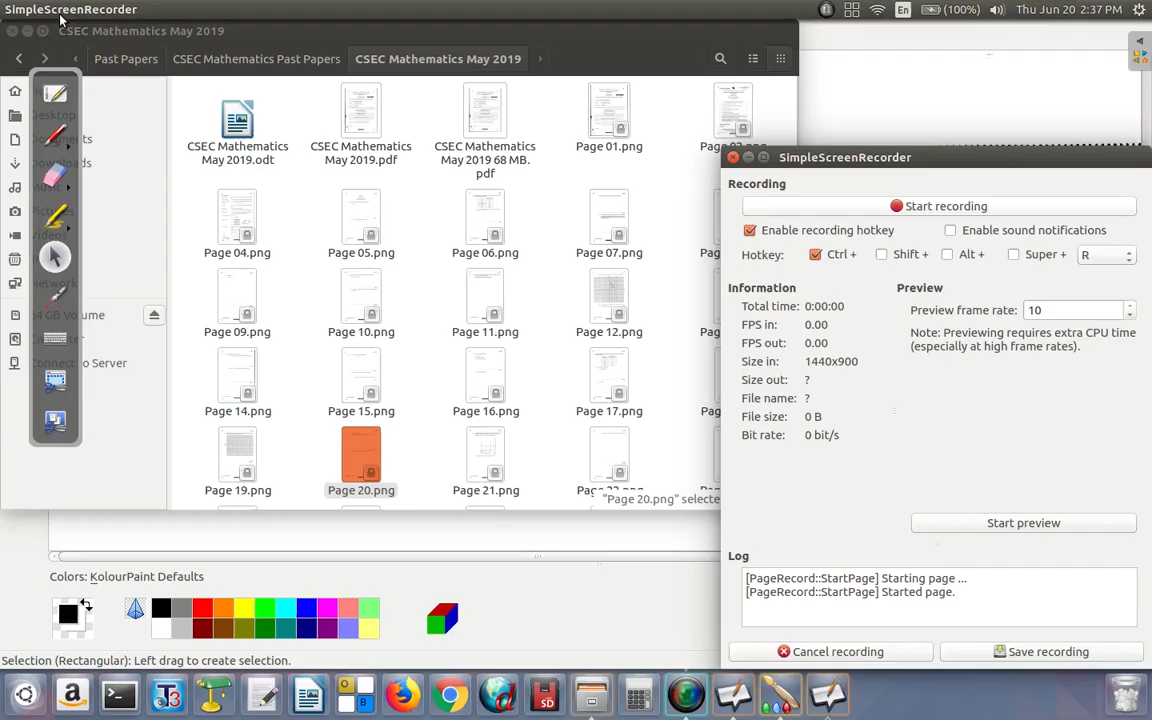 SimpleScreenRecorder
En
(100%)
Thu Jun 20 2:37 PM
CSEC Mathematics May 2019
Past Papers
CSEC Mathematics Past Papers
CSEC Mathematics May 2019
CSEC Mathematics May 2019.odt
CSEC Mathematics May 2019.pdf
CSEC Mathematics May 2019 68 MB.pdf
Page 01.png
Page 04.png
Page 05.png
Page 06.png
Page 07.png
Page 09.png
Page 10.png
Page 11.png
Page 12.png
Page 14.png
Page 15.png
Page 16.png
Page 17.png
Page 19.png
Page 20.png
Page 21.png
"Page 20.png" selecte
SimpleScreenRecorder
Recording
Start recording
Enable recording hotkey
Enable sound notifications
Hotkey:
Ctrl +
Shift +
Alt +
Super +
R
Information
Total time: 0:00:00
FPS in: 0.00
FPS out: 0.00
Size in: 1440x900
Size out: ?
File name: ?
File size: 0 B
Bit rate: 0 bit/s
Preview
Preview frame rate: 10
Note: Previewing requires extra CPU time
(especially at high frame rates).
Start preview
Log
[PageRecord::StartPage] Starting page ...
[PageRecord::StartPage] Started page.
Cancel recording
Save recording
Colors: KolourPaint Defaults
Selection (Rectangular): Left drag to create selection.